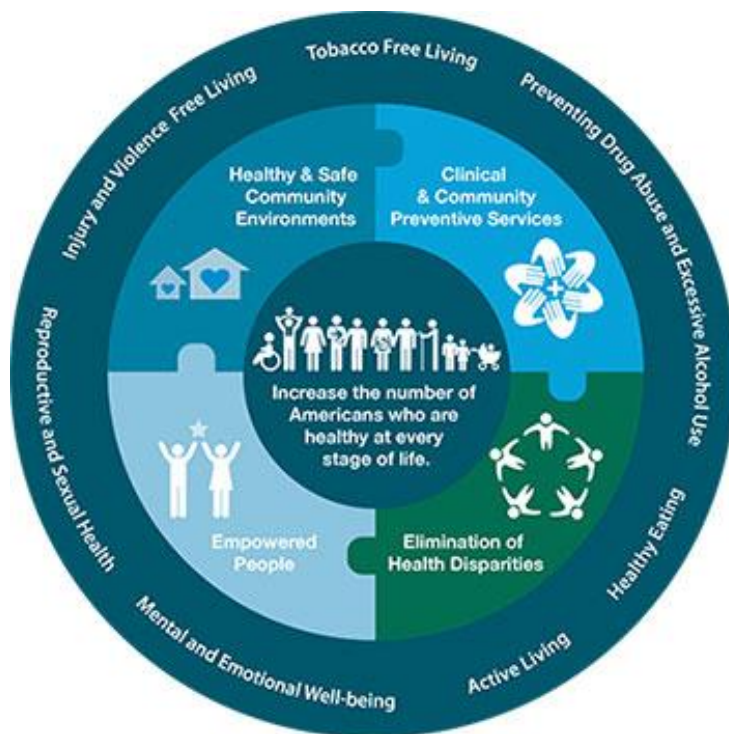 Tobacco Free Living
Preventing Drug Abuse and Excessive Alcohol Use
Healthy Eating
Active Living
Mental and Emotional Well-being
Reproductive and Sexual Health
Injury and Violence Free Living
Healthy & Safe
Community
Environments
Clinical
& Community
Preventive Services
Elimination of
Health Disparities
Empowered
People
Increase the number of
Americans who are
healthy at every
stage of life.